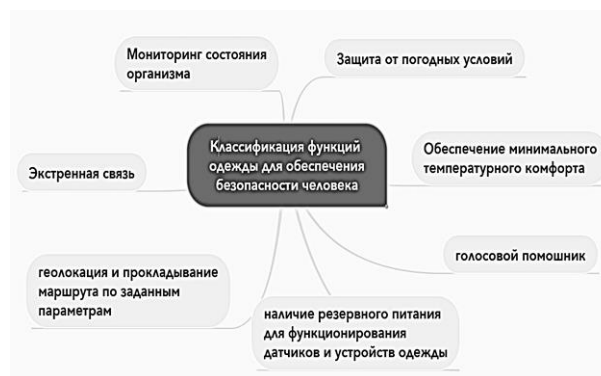 Мониторинг состояния
организма
Защита от погодных условий
Классификация функций
одежды для обеспечения
безопасности человека
Обеспечение минимального
температурного комфорта
Экстренная связь
голосовой помошник
геолокация и прокладывание
маршрута по заданным
параметрам
наличие резервного питания
для функционирования
датчиков и устройств одежды